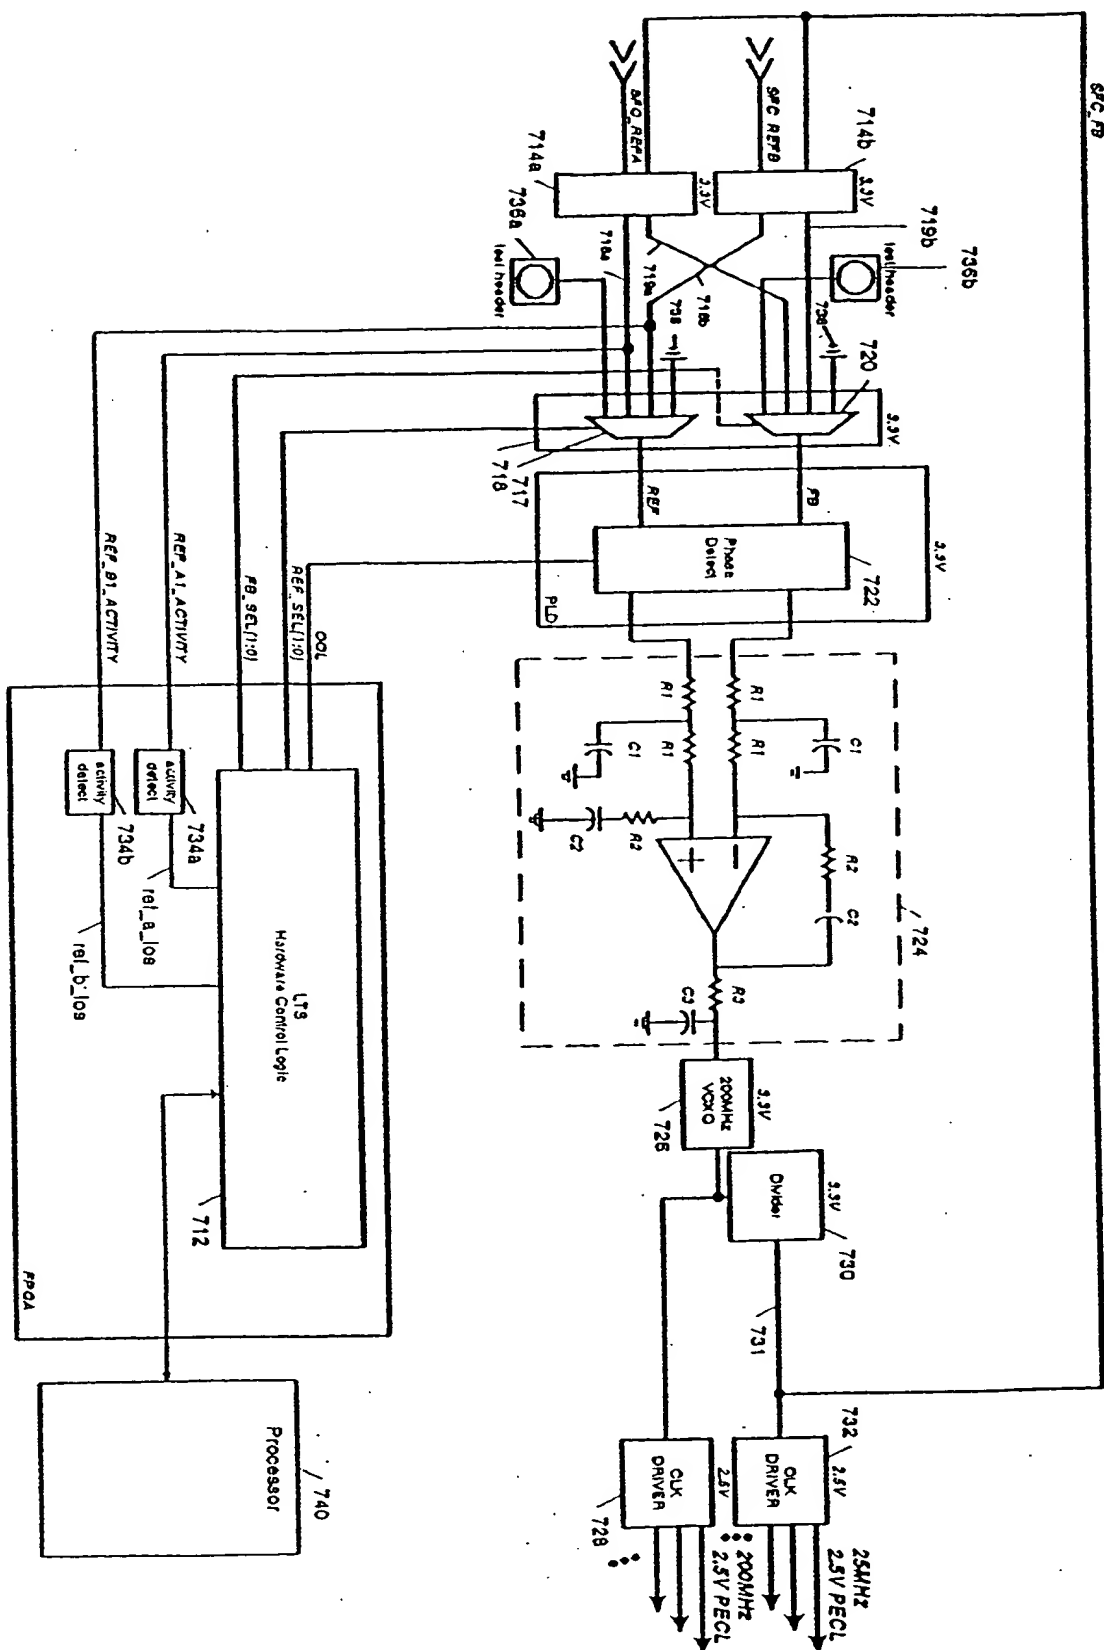 SFC_FB
SFC_REFB
SFC_REFA
714b
3.3V
714a
3.3V
719b
736b
test header
736a
test header
718a
719a
718b
738
738
720
3.3V
717
718
REF
FB
3.3V
Phase
Detect
722
PLD
OOL
REF_SEL(1:0)
FB_SEL(1:0)
REF_A1_ACTIVITY
REF_B1_ACTIVITY
R1
R1
C1
R1
R1
C1
R2
C2
R2
C2
724
R3
C3
activity
detect
activity
detect
734a
734b
ref_a_los
ref_b_los
LTS
Hardware Control Logic
712
FPGA
3.3V
200MHz
VCXO
726
3.3V
Divider
730
731
732
2.5V
CLK
DRIVER
2.5V
CLK
DRIVER
728
25MHz
2.5V PECL
200MHz
2.5V PECL
Processor
740